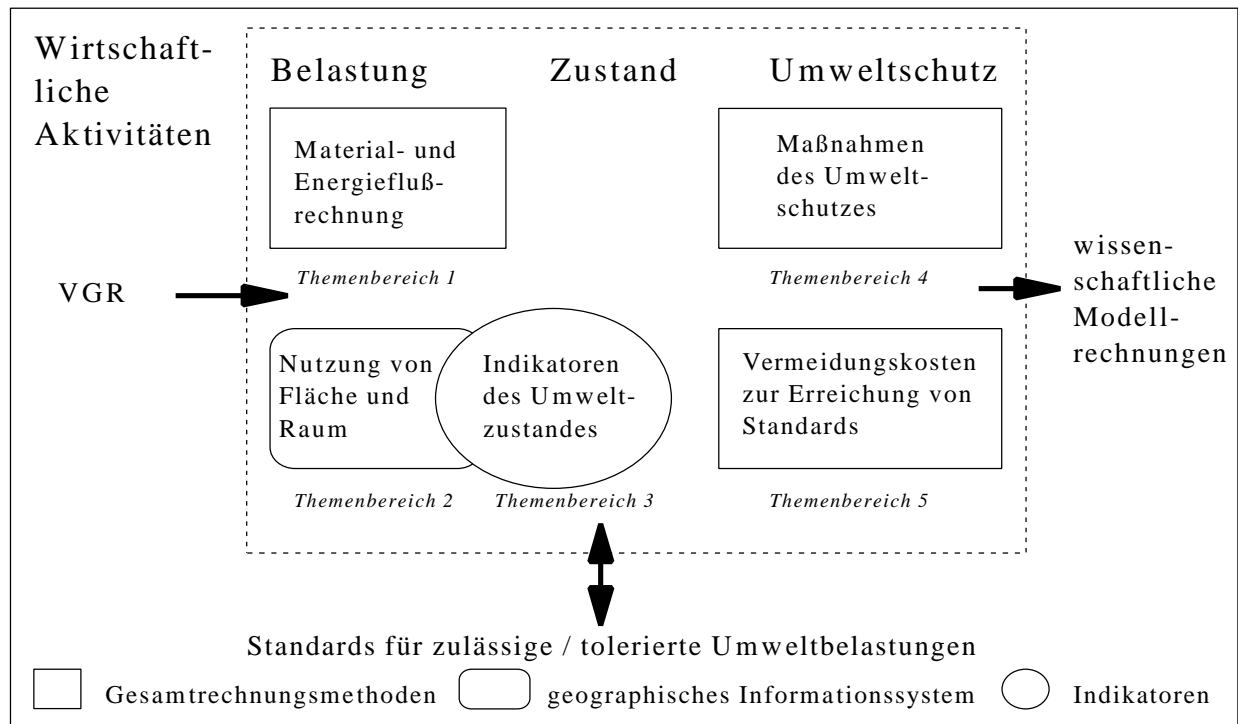 Wirtschaft-
liche
Aktivitäten
Belastung Zustand Umweltschutz
Material- und
Energiefluß-
rechnung
Themenbereich 1
Maßnahmen
des Umwelt-
schutzes
Themenbereich 4
VGR
wissen-
schaftliche
Modell-
rechnungen
Nutzung von
Fläche und
Raum
Themenbereich 2
Indikatoren
des Umwelt-
zustandes
Themenbereich 3
Vermeidungskosten
zur Erreichung von
Standards
Themenbereich 5
Standards für zulässige / tolerierte Umweltbelastungen
Gesamtrechnungsmethoden geographisches Informationssystem Indikatoren